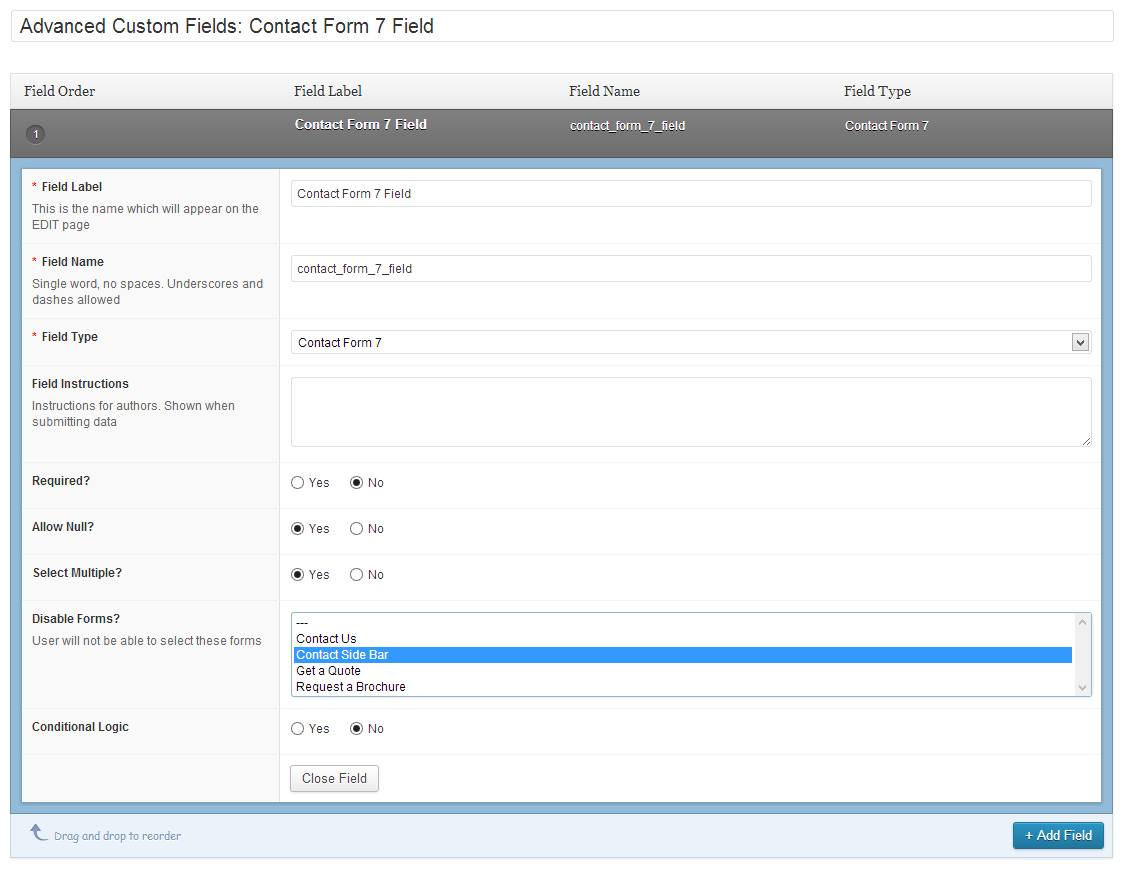 Advanced Custom Fields: Contact Form 7 Field
Field Order Field Label Field Name Field Type
1 Contact Form 7 Field contact_form_7_field Contact Form 7
* Field Label
This is the name which will appear on the
EDIT page
Contact Form 7 Field
* Field Name
Single word, no spaces. Underscores and
dashes allowed
contact_form_7_field
* Field Type
Contact Form 7
Field Instructions
Instructions for authors. Shown when
submitting data
Required?
Yes No
Allow Null?
Yes No
Select Multiple?
Yes No
Disable Forms?
User will not be able to select these forms
---
Contact Us
Contact Side Bar
Get a Quote
Request a Brochure
Conditional Logic
Yes No
Close Field
Drag and drop to reorder
+ Add Field